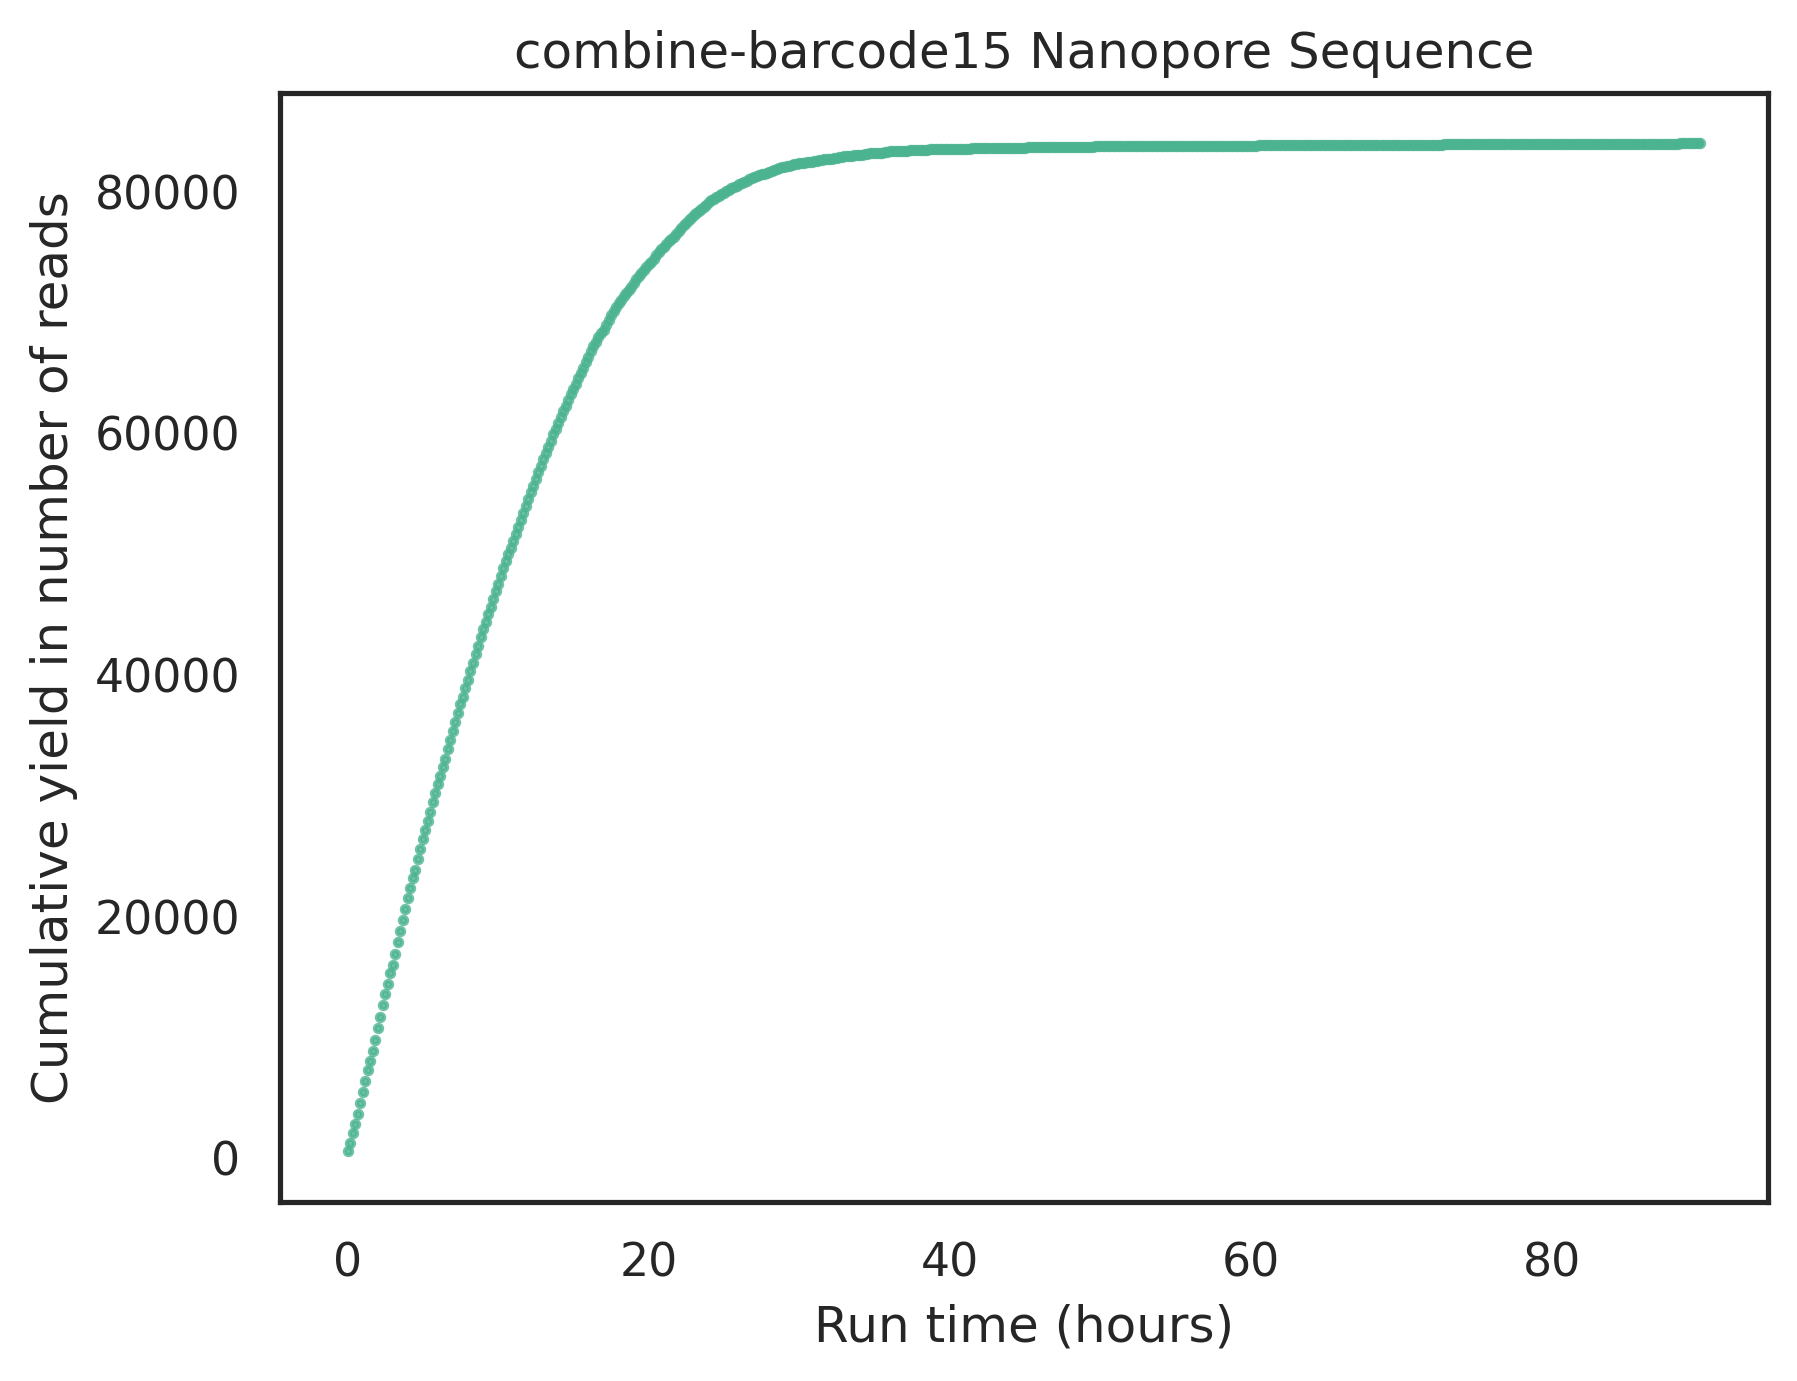 combine-barcode15 Nanopore Sequence
Cumulative yield in number of reads
80000
60000
40000
20000
0
0 20 40 60 80
Run time (hours)